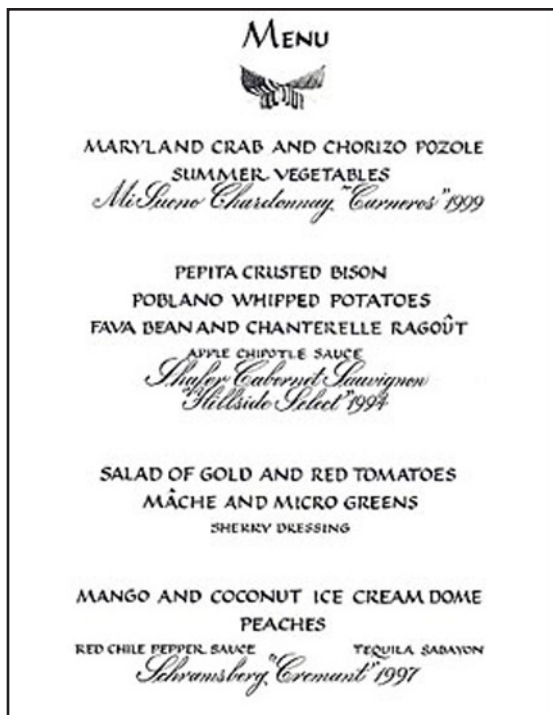 MENU
MARYLAND CRAB AND CHORIZO POZOLE
SUMMER VEGETABLES
Mi Sueno Chardonnay "Carneros" 1999
PEPITA CRUSTED BISON
POBLANO WHIPPED POTATOES
FAVA BEAN AND CHANTERELLE RAGOÛT
APPLE CHIPOTLE SAUCE
Shafer Cabernet Sauvignon
"Hillside Select" 1994
SALAD OF GOLD AND RED TOMATOES
MÂCHE AND MICRO GREENS
SHERRY DRESSING
MANGO AND COCONUT ICE CREAM DOME
PEACHES
RED CHILE PEPPER SAUCE TEQUILA SABAYON
Schramsberg "Cremant" 1997